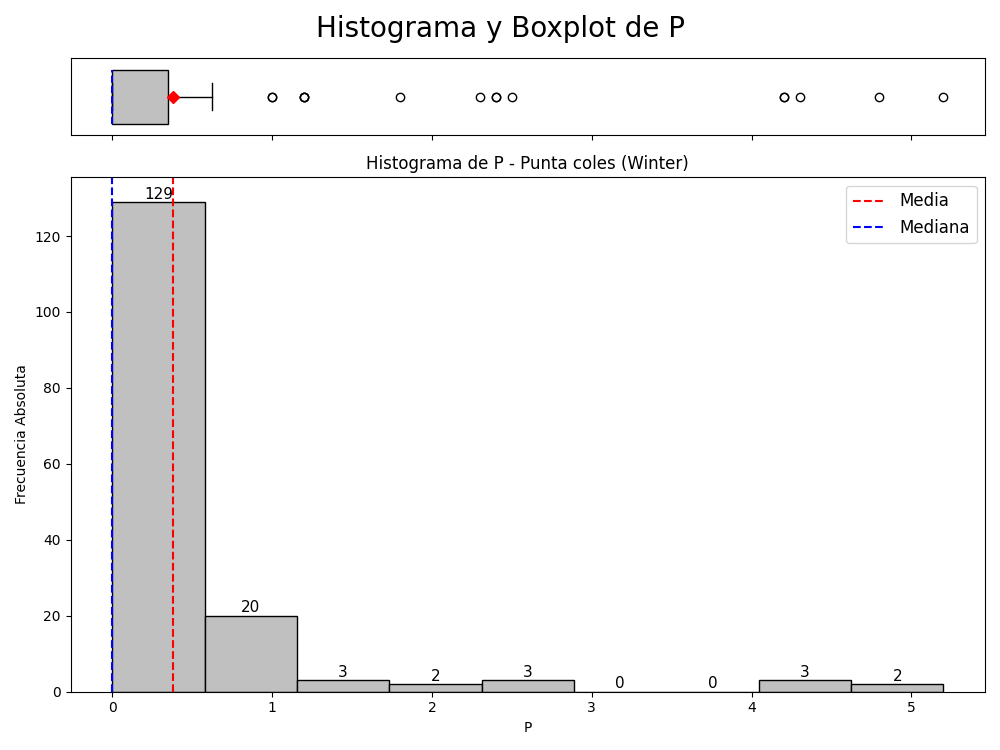 Histograma y Boxplot de P
Histograma de P - Punta coles (Winter)
Media
Mediana
129
20
3
2
3
0
0
3
2
Frecuencia Absoluta
120
100
80
60
40
20
0
0 1 2 3 4 5
P